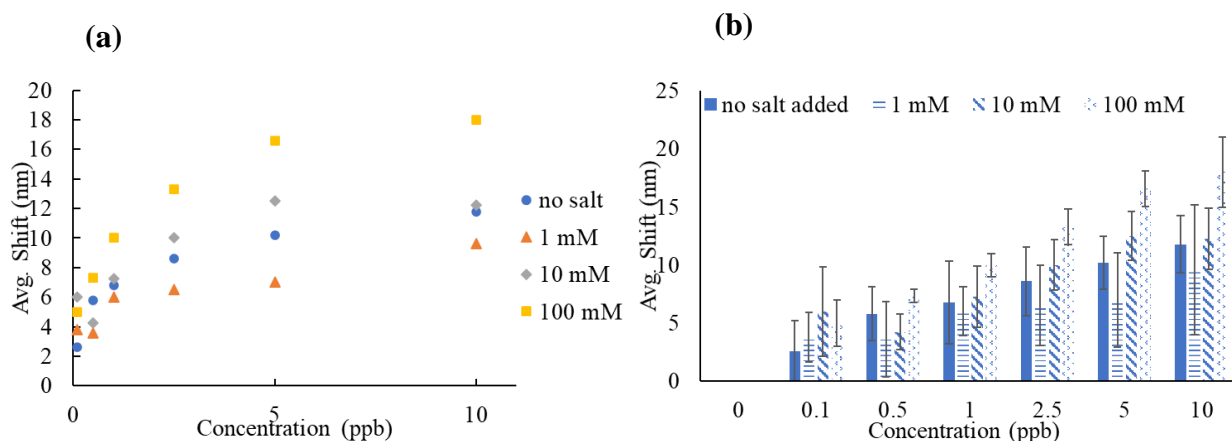 (a)
20
18
16
14
12
10
8
6
4
2
0
Avg. Shift (nm)
0
5
10
Concentration (ppb)
no salt
1 mM
10 mM
100 mM
(b)
25
20
15
10
5
0
Avg. Shift (nm)
no salt added 1 mM 10 mM 100 mM
0 0.1 0.5 1 2.5 5 10
Concentration (ppb)